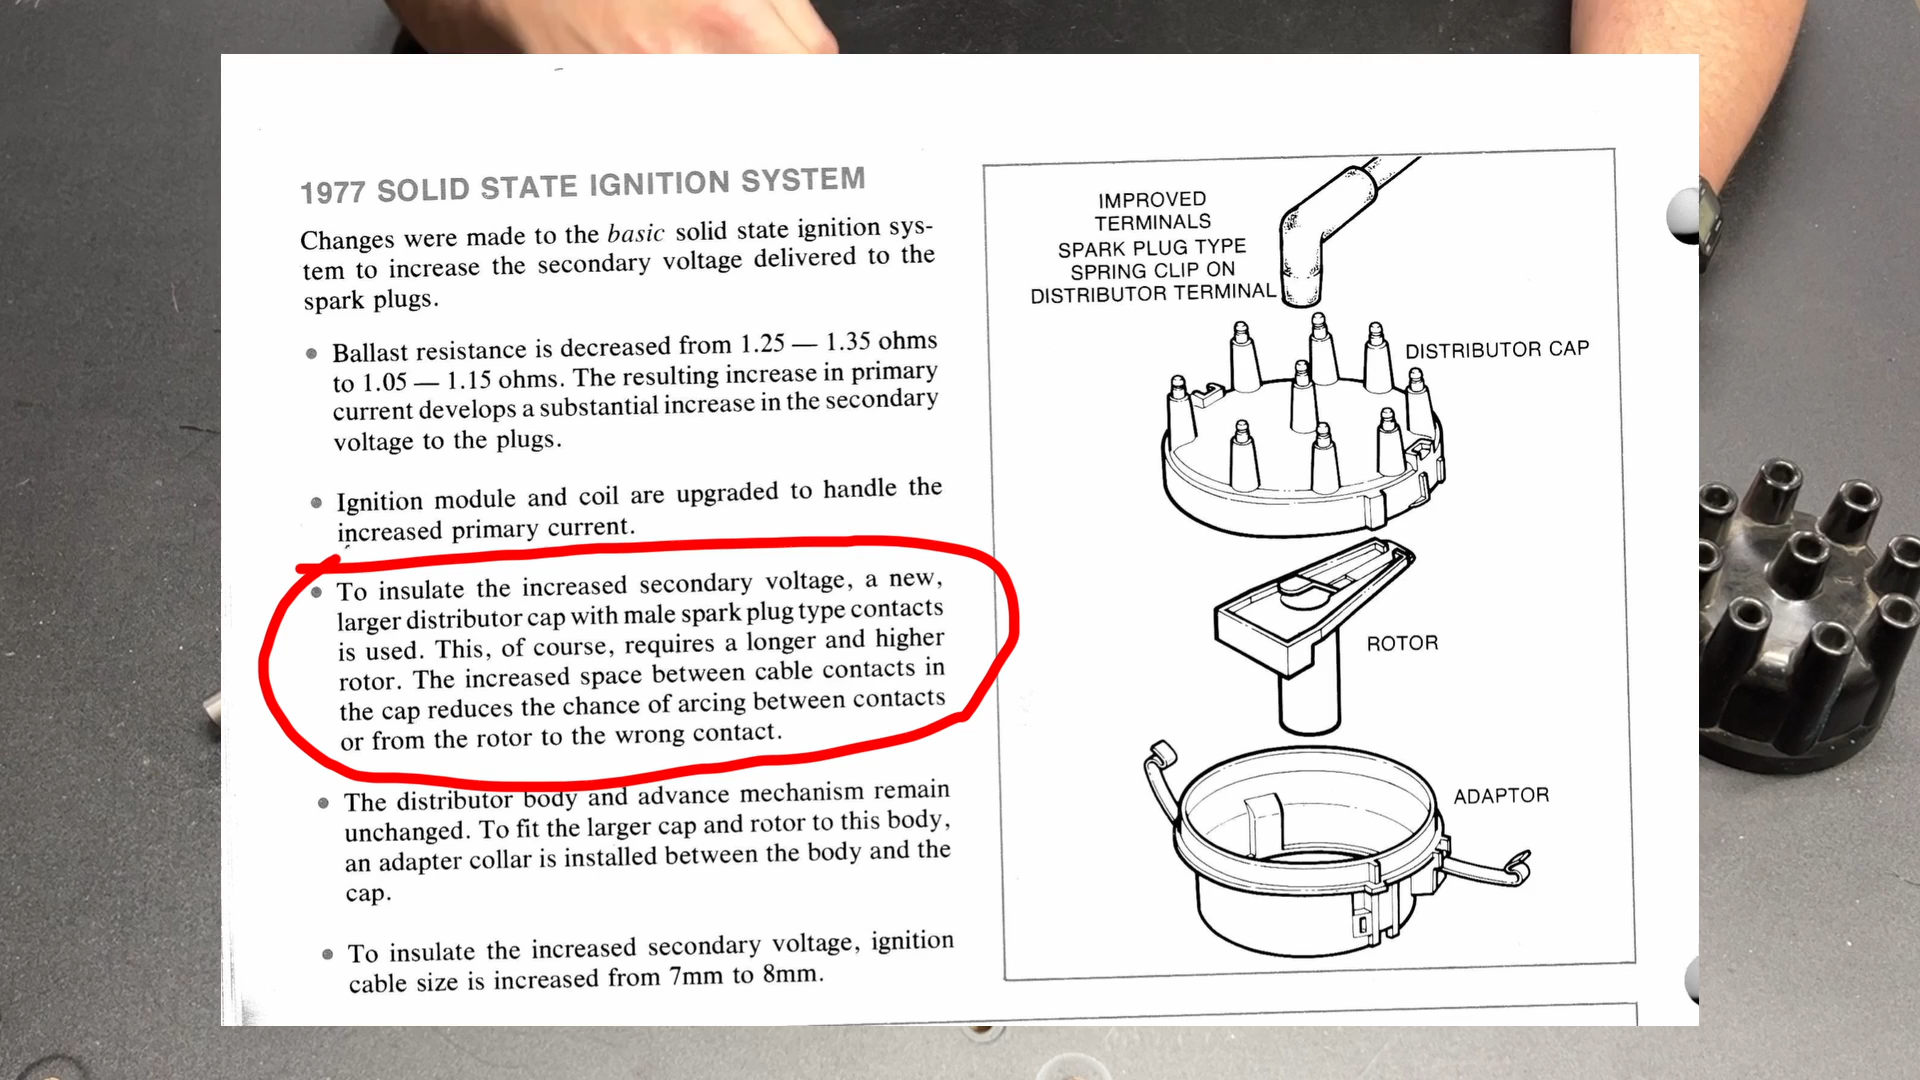 1977 SOLID STATE IGNITION SYSTEM
Changes were made to the basic solid state ignition sys-
tem to increase the secondary voltage delivered to the
spark plugs.
• Ballast resistance is decreased from 1.25 — 1.35 ohms
to 1.05 — 1.15 ohms. The resulting increase in primary
current develops a substantial increase in the secondary
voltage to the plugs.
• Ignition module and coil are upgraded to handle the
increased primary current.
• To insulate the increased secondary voltage, a new,
larger distributor cap with male spark plug type contacts
is used. This, of course, requires a longer and higher
rotor. The increased space between cable contacts in
the cap reduces the chance of arcing between contacts
or from the rotor to the wrong contact.
• The distributor body and advance mechanism remain
unchanged. To fit the larger cap and rotor to this body,
an adapter collar is installed between the body and the
cap.
• To insulate the increased secondary voltage, ignition
cable size is increased from 7mm to 8mm.
IMPROVED
TERMINALS
SPARK PLUG TYPE
SPRING CLIP ON
DISTRIBUTOR TERMINAL
DISTRIBUTOR CAP
ROTOR
ADAPTOR